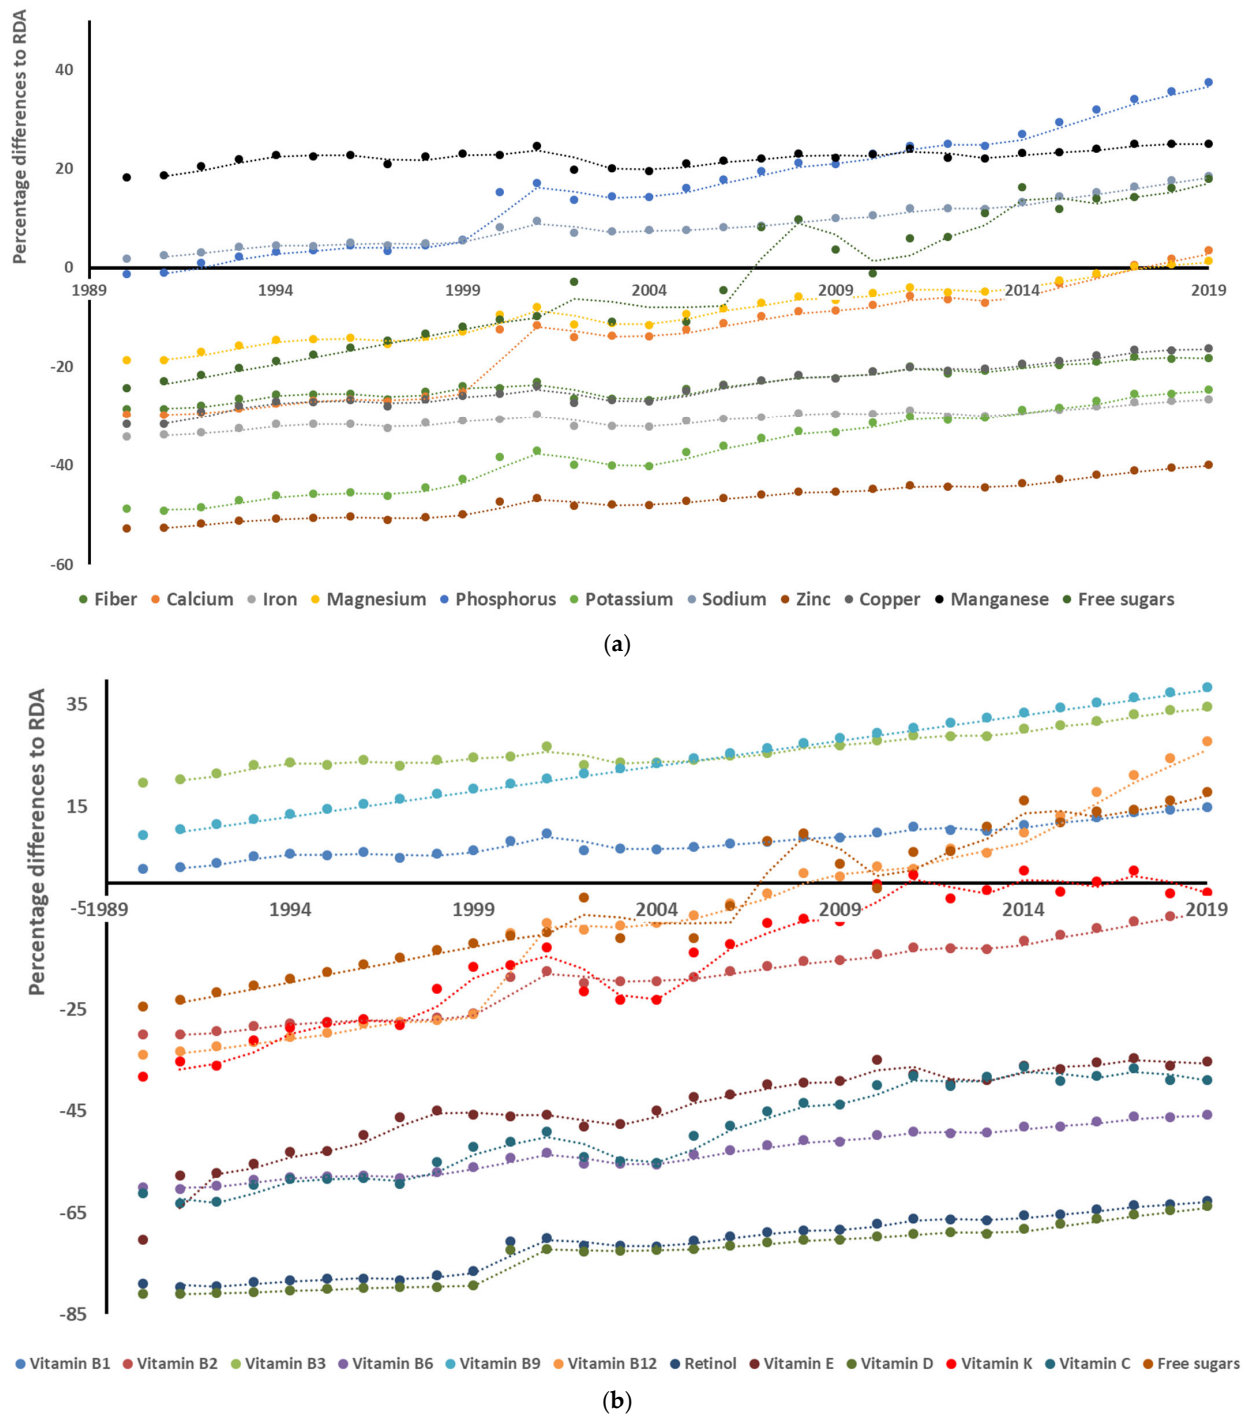 Percentage differences to RDA
40
20
0
1989 1994 1999 2004 2009 2014 2019
-20
-40
-60
Fiber Calcium Iron Magnesium Phosphorus Potassium Sodium Zinc Copper Manganese Free sugars
(a)
Percentage differences to RDA
35
15
-5
1989 1994 1999 2004 2009 2014 2019
-25
-45
-65
-85
Vitamin B1 Vitamin B2 Vitamin B3 Vitamin B6 Vitamin B9 Vitamin B12 Retinol Vitamin E Vitamin D Vitamin K Vitamin C Free sugars
(b)